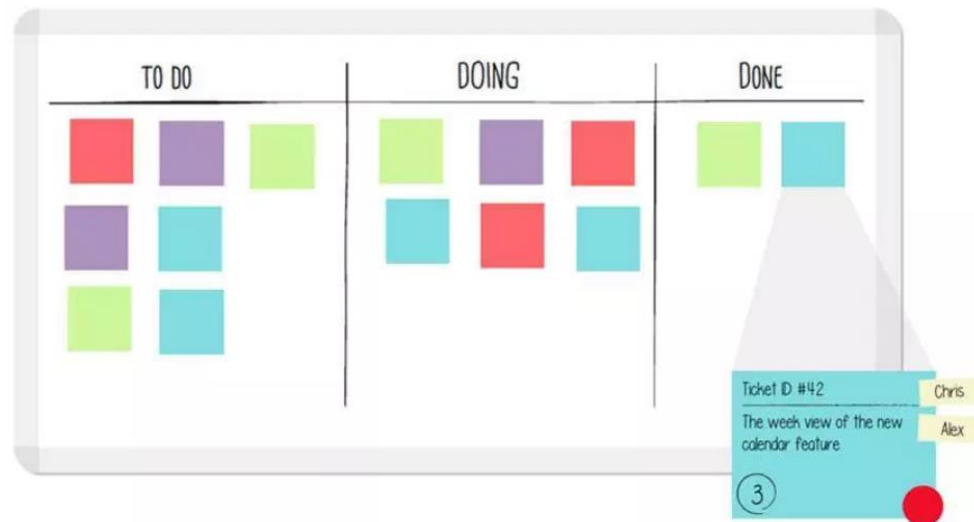 TO DO
DOING
DONE
Ticket ID #42
Chris
The week view of the new
calendar feature
Alex
3